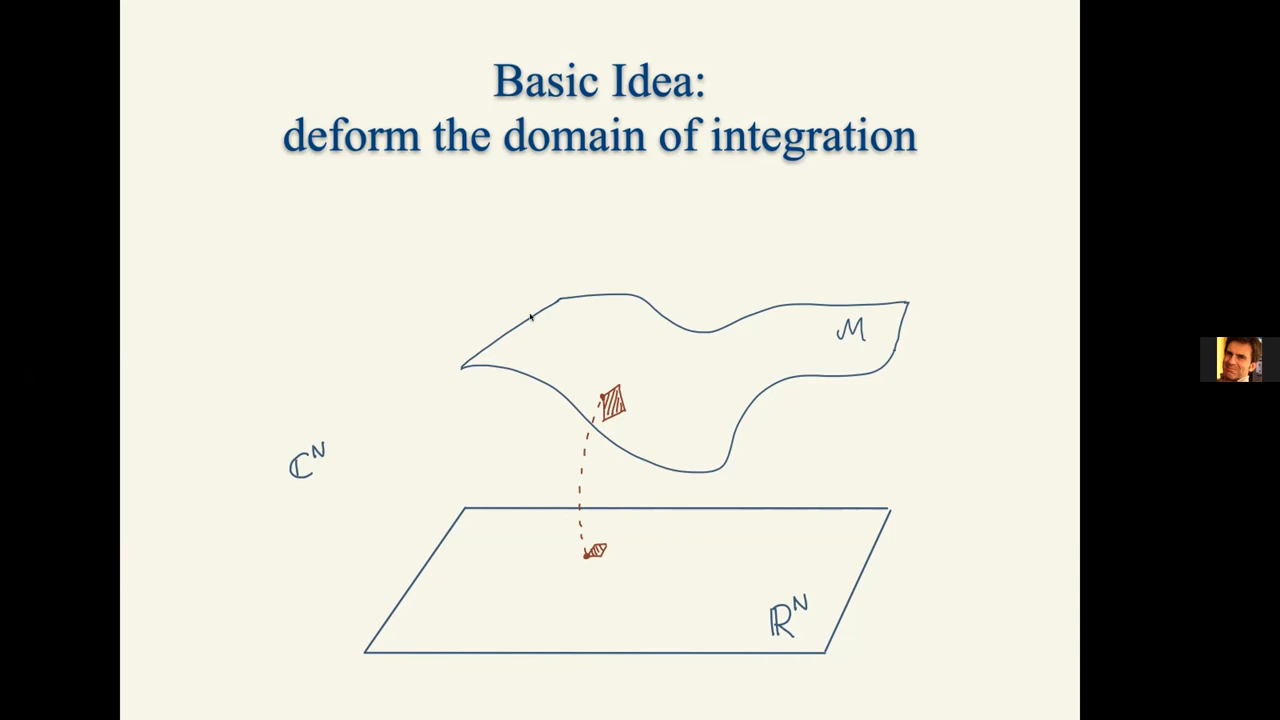 Basic Idea:
deform the domain of integration
ℳ
ℂᴺ
ℝᴺ